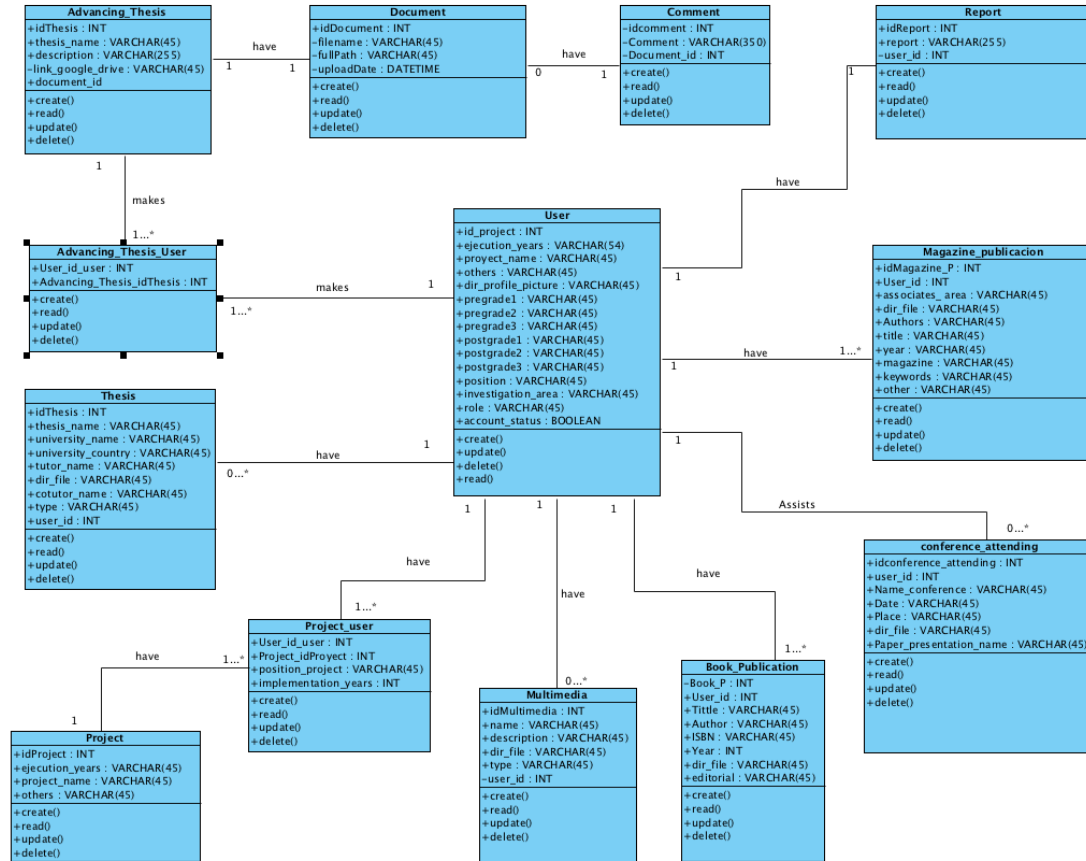 Advancing_Thesis
+idThesis : INT
+thesis_name : VARCHAR(45)
+description : VARCHAR(255)
-link_google_drive : VARCHAR(45)
+document_id
+create()
+read()
+update()
+delete()
have
1
1
Document
+idDocument : INT
-filename : VARCHAR(45)
-fullPath : VARCHAR(45)
-uploadDate : DATETIME
+create()
+read()
+update()
+delete()
have
0
1
Comment
-idcomment : INT
-Comment : VARCHAR(350)
-Document_id : INT
+create()
+read()
+update()
+delete()
Report
+idReport : INT
+report : VARCHAR(255)
-user_id : INT
+create()
+read()
+update()
+delete()
1
have
1
1
makes
1...*
Advancing_Thesis_User
+User_id_user : INT
+Advancing_Thesis_idThesis : INT
+create()
+read()
+update()
+delete()
makes
1
1...*
User
+id_project : INT
+ejecution_years : VARCHAR(54)
+proyect_name : VARCHAR(45)
+others : VARCHAR(45)
+dir_profile_picture : VARCHAR(45)
+pregrade1 : VARCHAR(45)
+pregrade2 : VARCHAR(45)
+pregrade3 : VARCHAR(45)
+postgrade1 : VARCHAR(45)
+postgrade2 : VARCHAR(45)
+postgrade3 : VARCHAR(45)
+position : VARCHAR(45)
+investigation_area : VARCHAR(45)
+role : VARCHAR(45)
+account_status : BOOLEAN
+create()
+update()
+delete()
+read()
have
1
1...*
Magazine_publicacion
+idMagazine_P : INT
+User_id : INT
+associates_ area : VARCHAR(45)
+dir_file : VARCHAR(45)
+Authors : VARCHAR(45)
+title : VARCHAR(45)
+year : VARCHAR(45)
+magazine : VARCHAR(45)
+keywords : VARCHAR(45)
+other : VARCHAR(45)
+create()
+read()
+update()
+delete()
Thesis
+idThesis : INT
+thesis_name : VARCHAR(45)
+university_name : VARCHAR(45)
+university_country : VARCHAR(45)
+tutor_name : VARCHAR(45)
+dir_file : VARCHAR(45)
+cotutor_name : VARCHAR(45)
+type : VARCHAR(45)
+user_id : INT
+create()
+read()
+update()
+delete()
have
1
0...*
1
Assists
0...*
conference_attending
+idconference_attending : INT
+user_id : INT
+Name_conference : VARCHAR(45)
+Date : VARCHAR(45)
+Place : VARCHAR(45)
+dir_file : VARCHAR(45)
+Paper_presentation_name : VARCHAR(45)
+create()
+read()
+update()
+delete()
1
have
1...*
Project_user
+User_id_user : INT
+Project_idProyect : INT
+position_project : VARCHAR(45)
+implementation_years : INT
+create()
+read()
+update()
+delete()
have
1...*
1
Project
+idProject : INT
+ejecution_years : VARCHAR(45)
+project_name : VARCHAR(45)
+others : VARCHAR(45)
+create()
+read()
+update()
+delete()
1
have
0...*
Multimedia
+idMultimedia : INT
+name : VARCHAR(45)
+description : VARCHAR(45)
+dir_file : VARCHAR(45)
+type : VARCHAR(45)
-user_id : INT
+create()
+read()
+update()
+delete()
1
have
1...*
Book_Publication
-Book_P : INT
+User_id : INT
+Tittle : VARCHAR(45)
+Author : VARCHAR(45)
+ISBN : VARCHAR(45)
+Year : INT
+dir_file : VARCHAR(45)
+editorial : VARCHAR(45)
+create()
+read()
+update()
+delete()